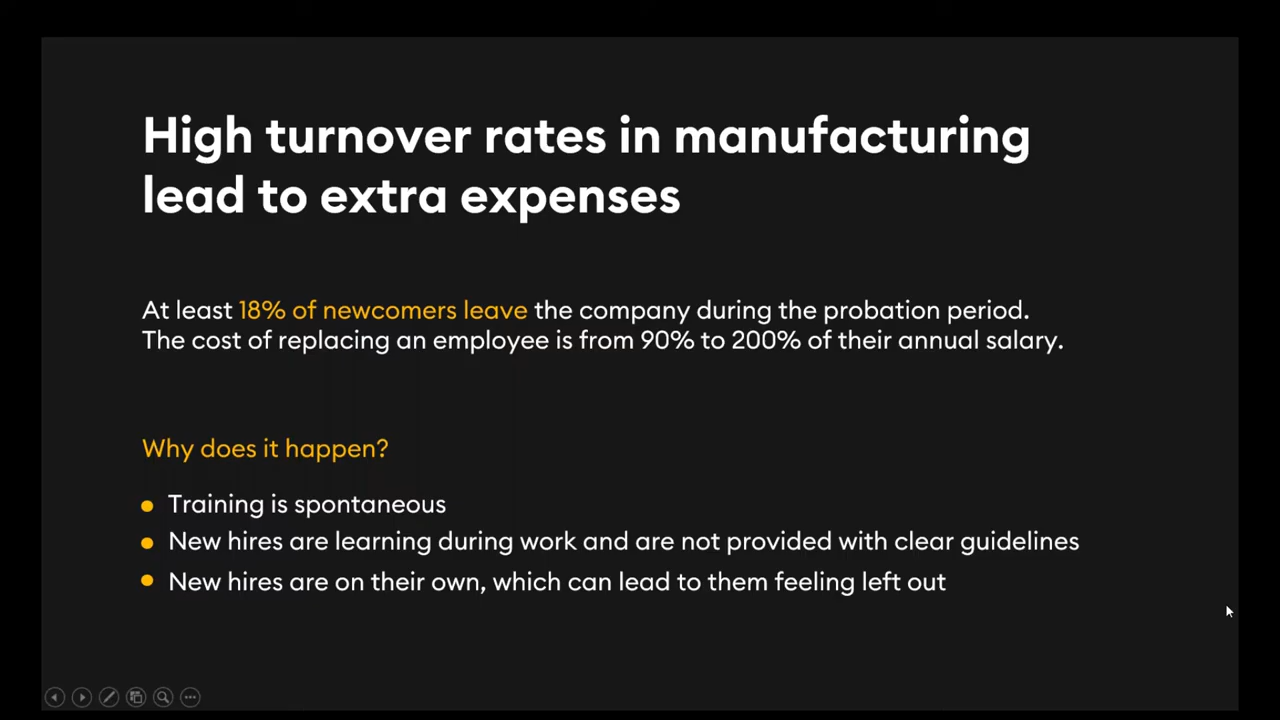 High turnover rates in manufacturing
lead to extra expenses
At least 18% of newcomers leave the company during the probation period.
The cost of replacing an employee is from 90% to 200% of their annual salary.
Why does it happen?
Training is spontaneous
New hires are learning during work and are not provided with clear guidelines
New hires are on their own, which can lead to them feeling left out